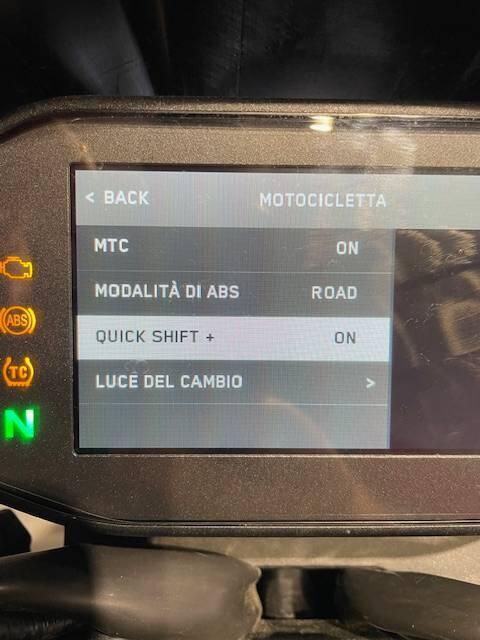 < BACK MOTOCICLETTA
MTC ON
MODALITÀ DI ABS ROAD
ABS
QUICK SHIFT + ON
TC
LUCE DEL CAMBIO >
N